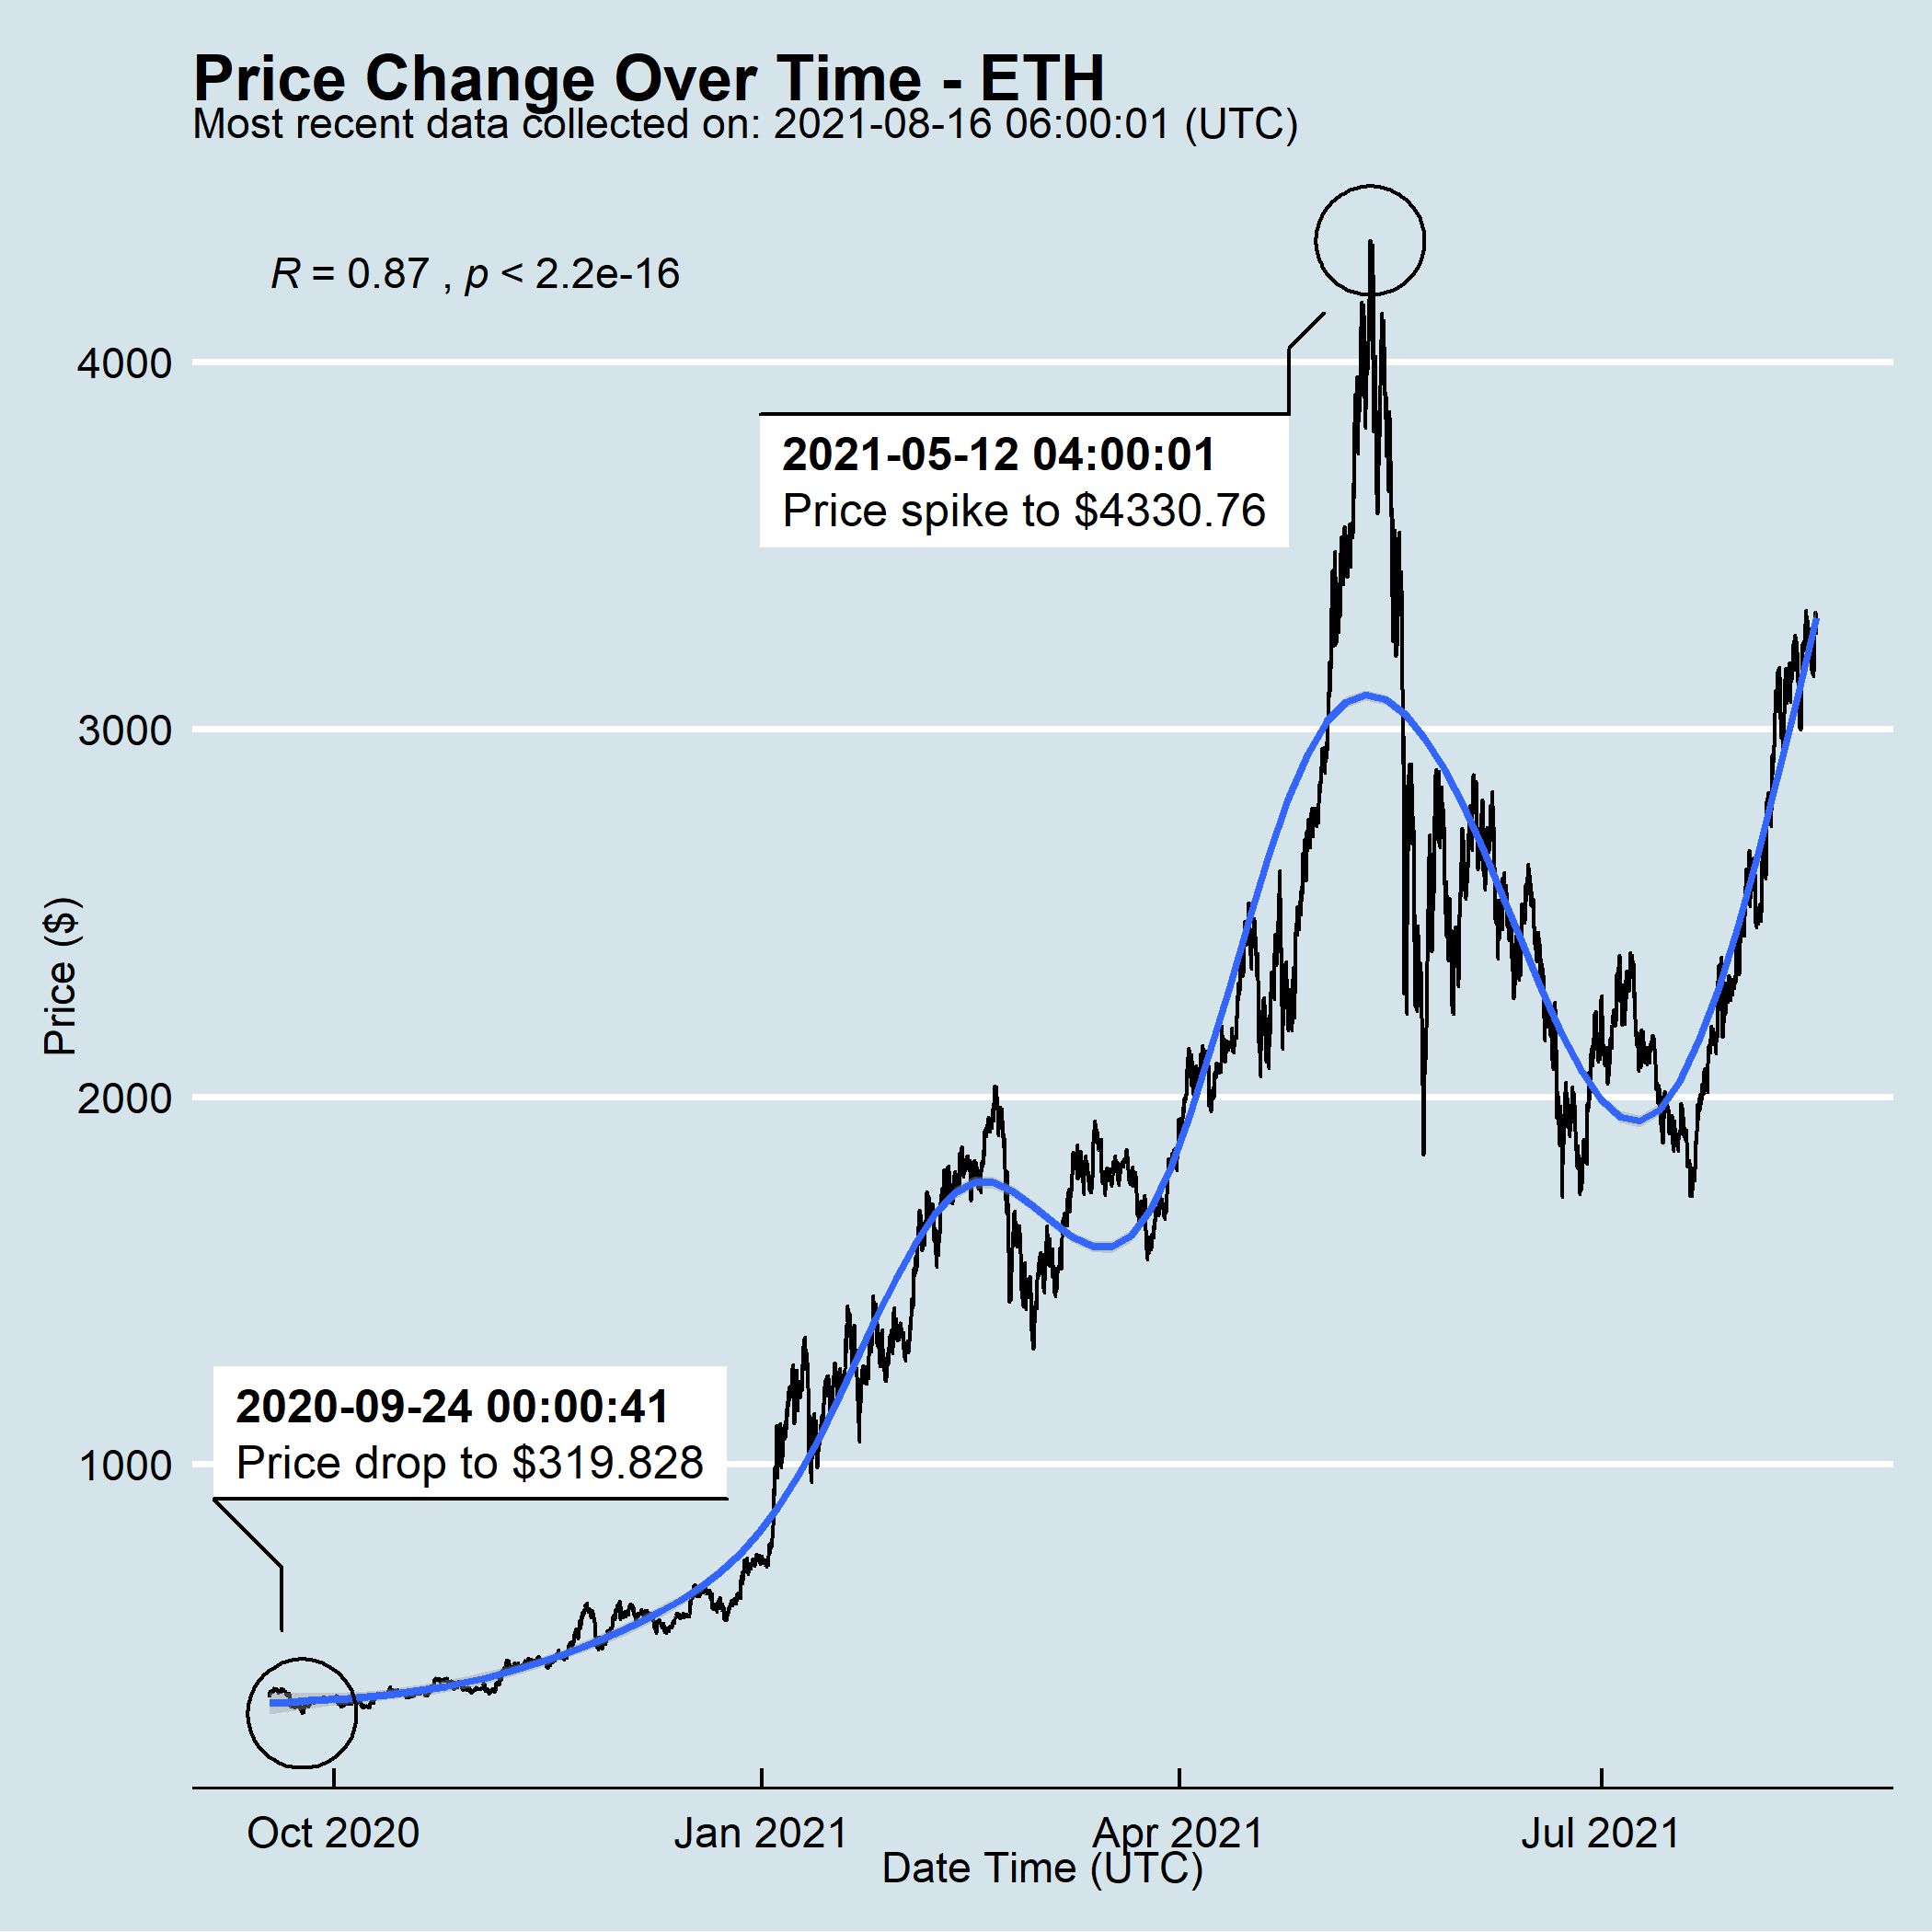 Price Change Over Time - ETH
Most recent data collected on: 2021-08-16 06:00:01 (UTC)
R = 0.87 , p < 2.2e-16
4000
2021-05-12 04:00:01
Price spike to $4330.76
3000
Price ($)
2000
2020-09-24 00:00:41
Price drop to $319.828
1000
Oct 2020 Jan 2021 Apr 2021 Jul 2021
Date Time (UTC)